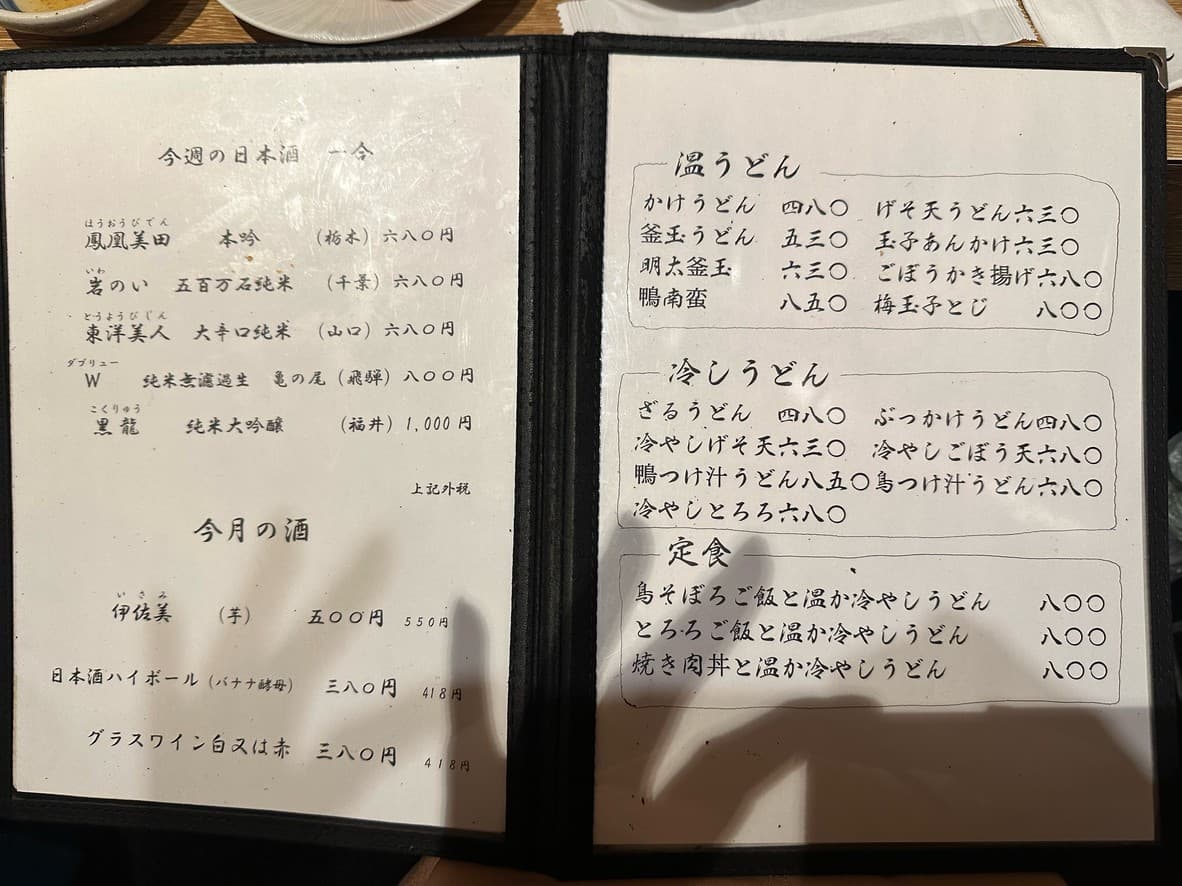 今週の日本酒 一合
ほうおうびでん
鳳凰美田 本吟 (栃木) 六八〇円
いわ
岩のい 五百万石純米 (千葉) 六八〇円
とうようびじん
東洋美人 大辛口純米 (山口) 六八〇円
ダブリュー
W 純米無濾過生 亀の尾 (飛騨) 八〇〇円
こくりゅう
黒龍 純米大吟醸 (福井) 1,000円
上記外税
今月の酒
いさみ
伊佐美 (芋) 五〇〇円 550円
日本酒ハイボール (バナナ酵母) 三八〇円 418円
グラスワイン白又は赤 三八〇円 418円
温うどん
かけうどん 四八〇 げそ天うどん六三〇
釜玉うどん 五三〇 玉子あんかけ六三〇
明太釜玉 六三〇 ごぼうかき揚げ六八〇
鴨南蛮 八五〇 梅玉子とじ 八〇〇
冷しうどん
ざるうどん 四八〇 ぶっかけうどん四八〇
冷やしげそ天六三〇 冷やしごぼう天六八〇
鴨つけ汁うどん八五〇 鳥つけ汁うどん六八〇
冷やしとろろ六八〇
定食
鳥そぼろご飯と温か冷やしうどん 八〇〇
とろろご飯と温か冷やしうどん 八〇〇
焼き肉丼と温か冷やしうどん 八〇〇